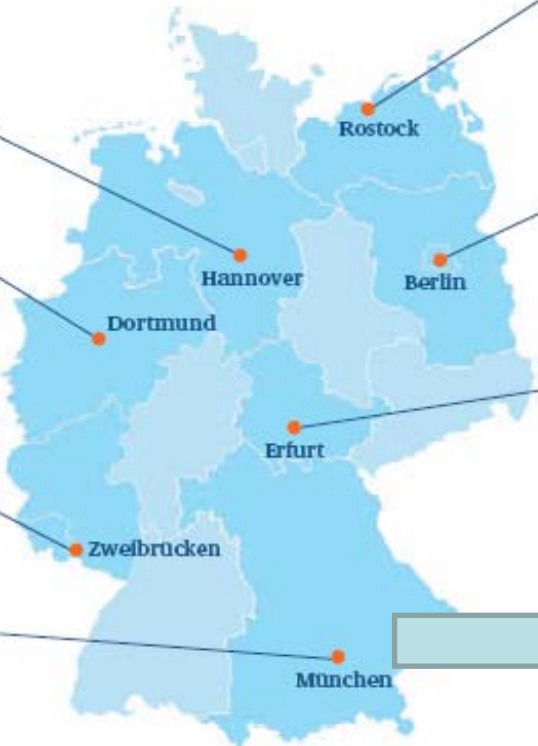 Rostock
Hannover
Berlin
Dortmund
Erfurt
Zweibrücken
München